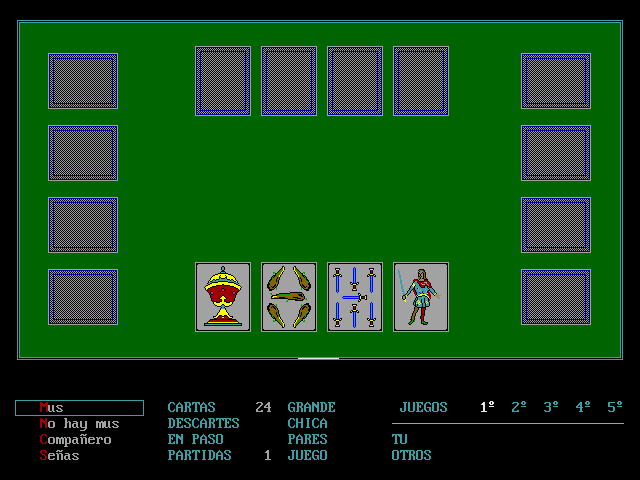 Mus CARTAS 24 GRANDE JUEGOS 1º 2º 3º 4º 5º
No hay mus DESCARTES CHICA
Compañero EN PASO PARES TU
Señas PARTIDAS 1 JUEGO OTROS